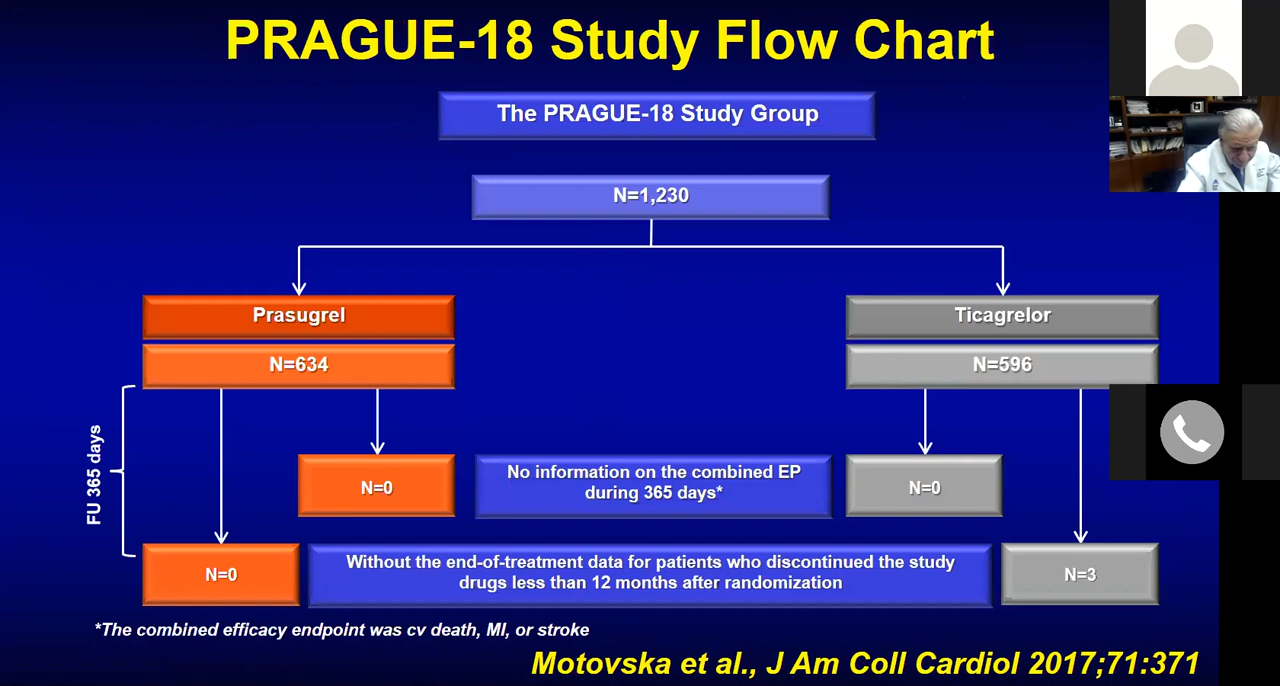 PRAGUE-18 Study Flow Chart
The PRAGUE-18 Study Group
N=1,230
Prasugrel
Ticagrelor
N=634
N=596
FU 365 days
N=0
No information on the combined EP
during 365 days*
N=0
N=0
Without the end-of-treatment data for patients who discontinued the study
drugs less than 12 months after randomization
N=3
*The combined efficacy endpoint was cv death, MI, or stroke
Motovska et al., J Am Coll Cardiol 2017;71:371